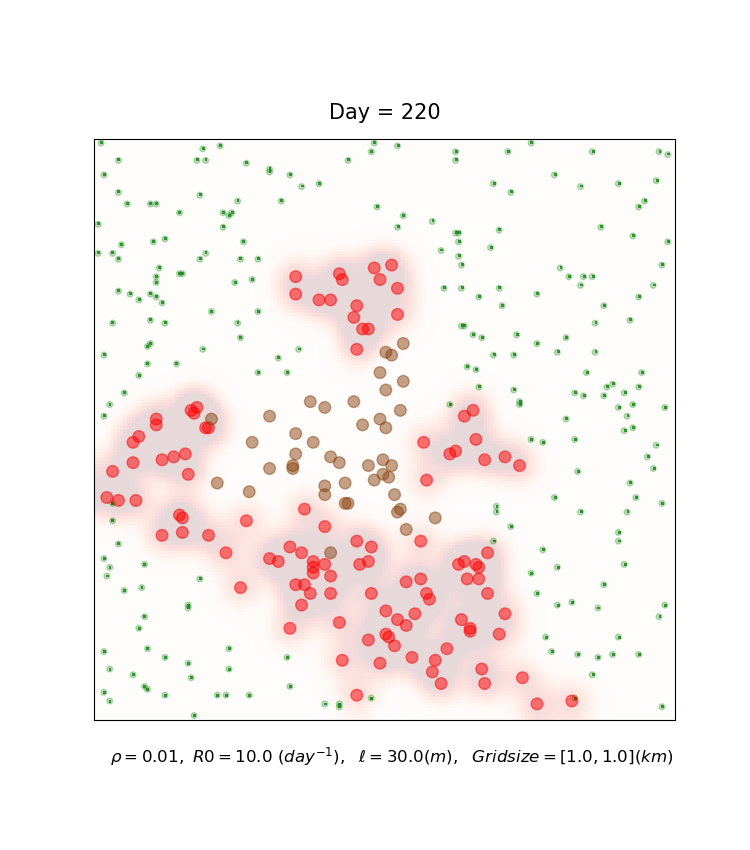 Day = 220
ρ = 0.01, R0 = 10.0 (day⁻¹), ℓ = 30.0(m), Gridsize = [1.0, 1.0](km)